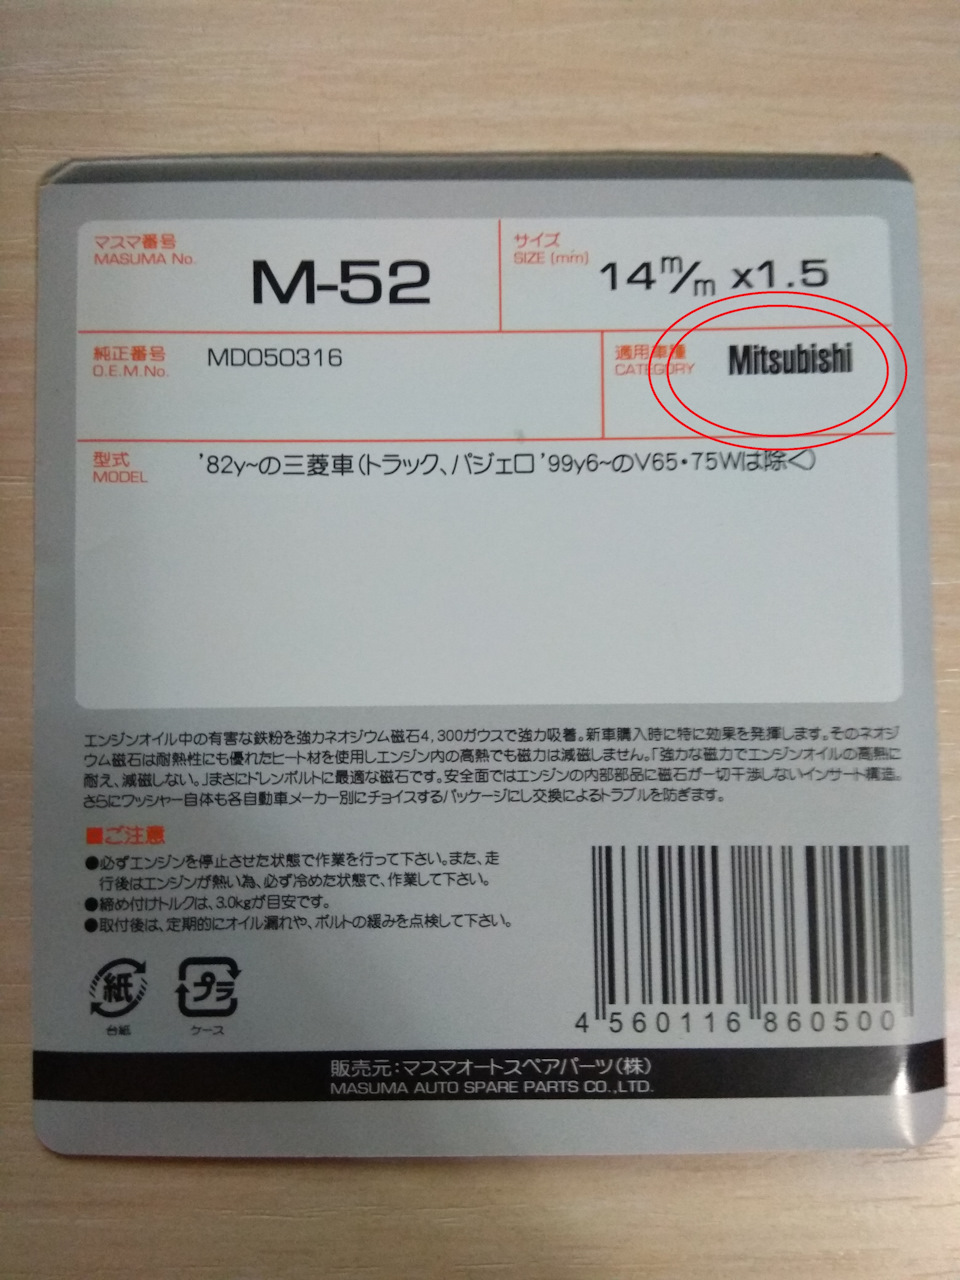 マスマ番号
MASUMA No.
M-52
サイズ
SIZE (mm)
14m/m x1.5
純正番号
O.E.M.No.
MD050316
適用車種
CATEGORY
Mitsubishi
型式
MODEL
'82y~の三菱車(トラック、パジェロ'99y6~のV65・75Wは除く)
エンジンオイル中の有害な鉄粉を強力ネオジウム磁石4,300ガウスで強力吸着。新車購入時に特に効果を発揮します。そのネオジ
ウム磁石は耐熱性にも優れたヒート材を使用しエンジン内の高熱でも磁力は減磁しません。「強力な磁力でエンジンオイルの高熱に
耐え、減磁しない。」まさにドレンボルトに最適な磁石です。安全面ではエンジンの内部部品に磁石が一切干渉しないインサート構造。
さらにワッシャー自体も各自動車メーカー別にチョイスするパッケージにし交換によるトラブルを防ぎます。
■ご注意
●必ずエンジンを停止させた状態で作業を行って下さい。また、走
行後はエンジンが熱い為、必ず冷めた状態で、作業して下さい。
●締め付けトルクは、3.0kgが目安です。
●取付後は、定期的にオイル漏れや、ボルトの緩みを点検して下さい。
紙
台紙
プラ
ケース
4 560116 860500
販売元:マスマオートスペアパーツ(株)
MASUMA AUTO SPARE PARTS CO.,LTD.